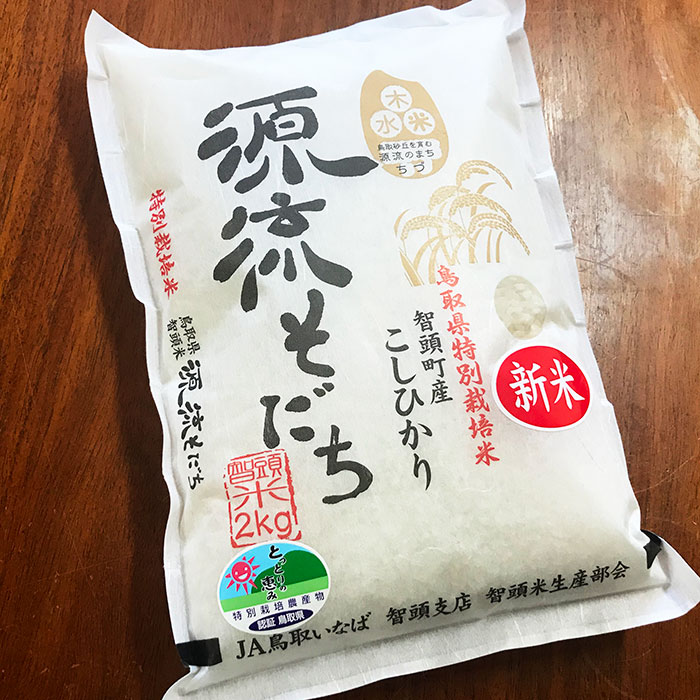 木
水米
鳥取砂丘を育む
源流のまち
ちづ
源流そだち
特別栽培米
鳥取県
智頭米
源流そだち
鳥取県特別栽培米
智頭町産
こしひかり
新米
智頭
米
2kg
とっとりの
恵み
特別栽培農産物
認証 鳥取県
JA鳥取いなば 智頭支店 智頭米生産部会